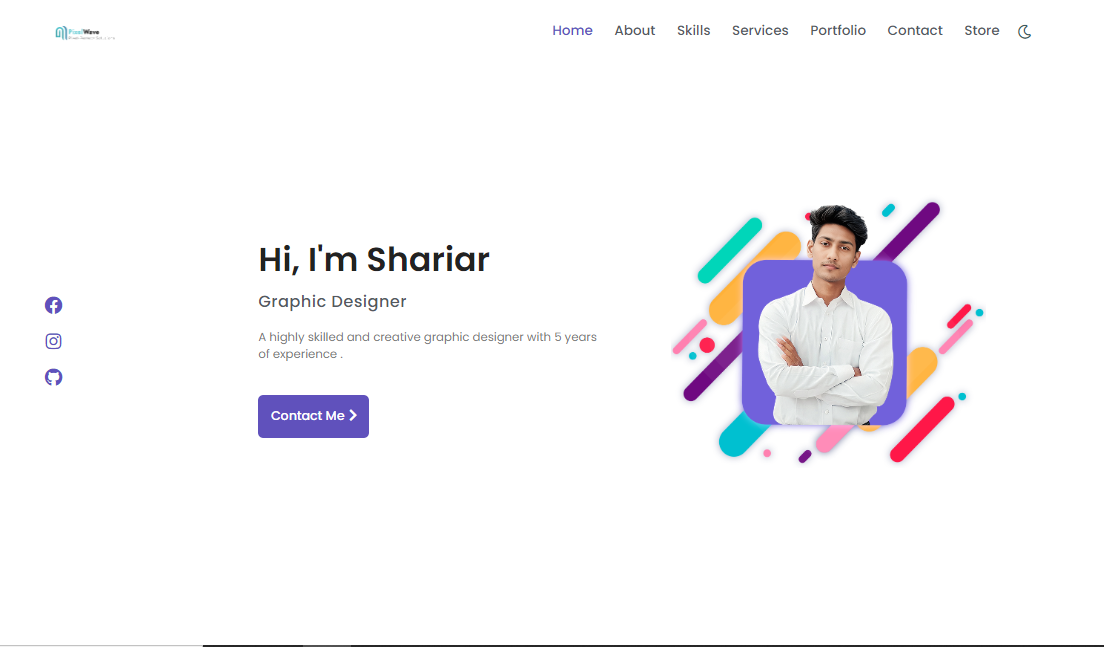 PixelWave
Home About Skills Services Portfolio Contact Store
Hi, I'm Shariar
Graphic Designer
A highly skilled and creative graphic designer with 5 years
of experience .
Contact Me